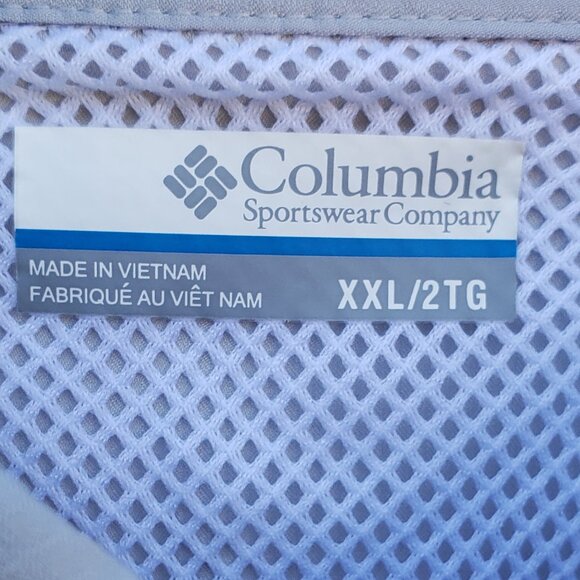 Columbia
Sportswear Company
MADE IN VIETNAM
FABRIQUÉ AU VIÊT NAM
XXL/2TG